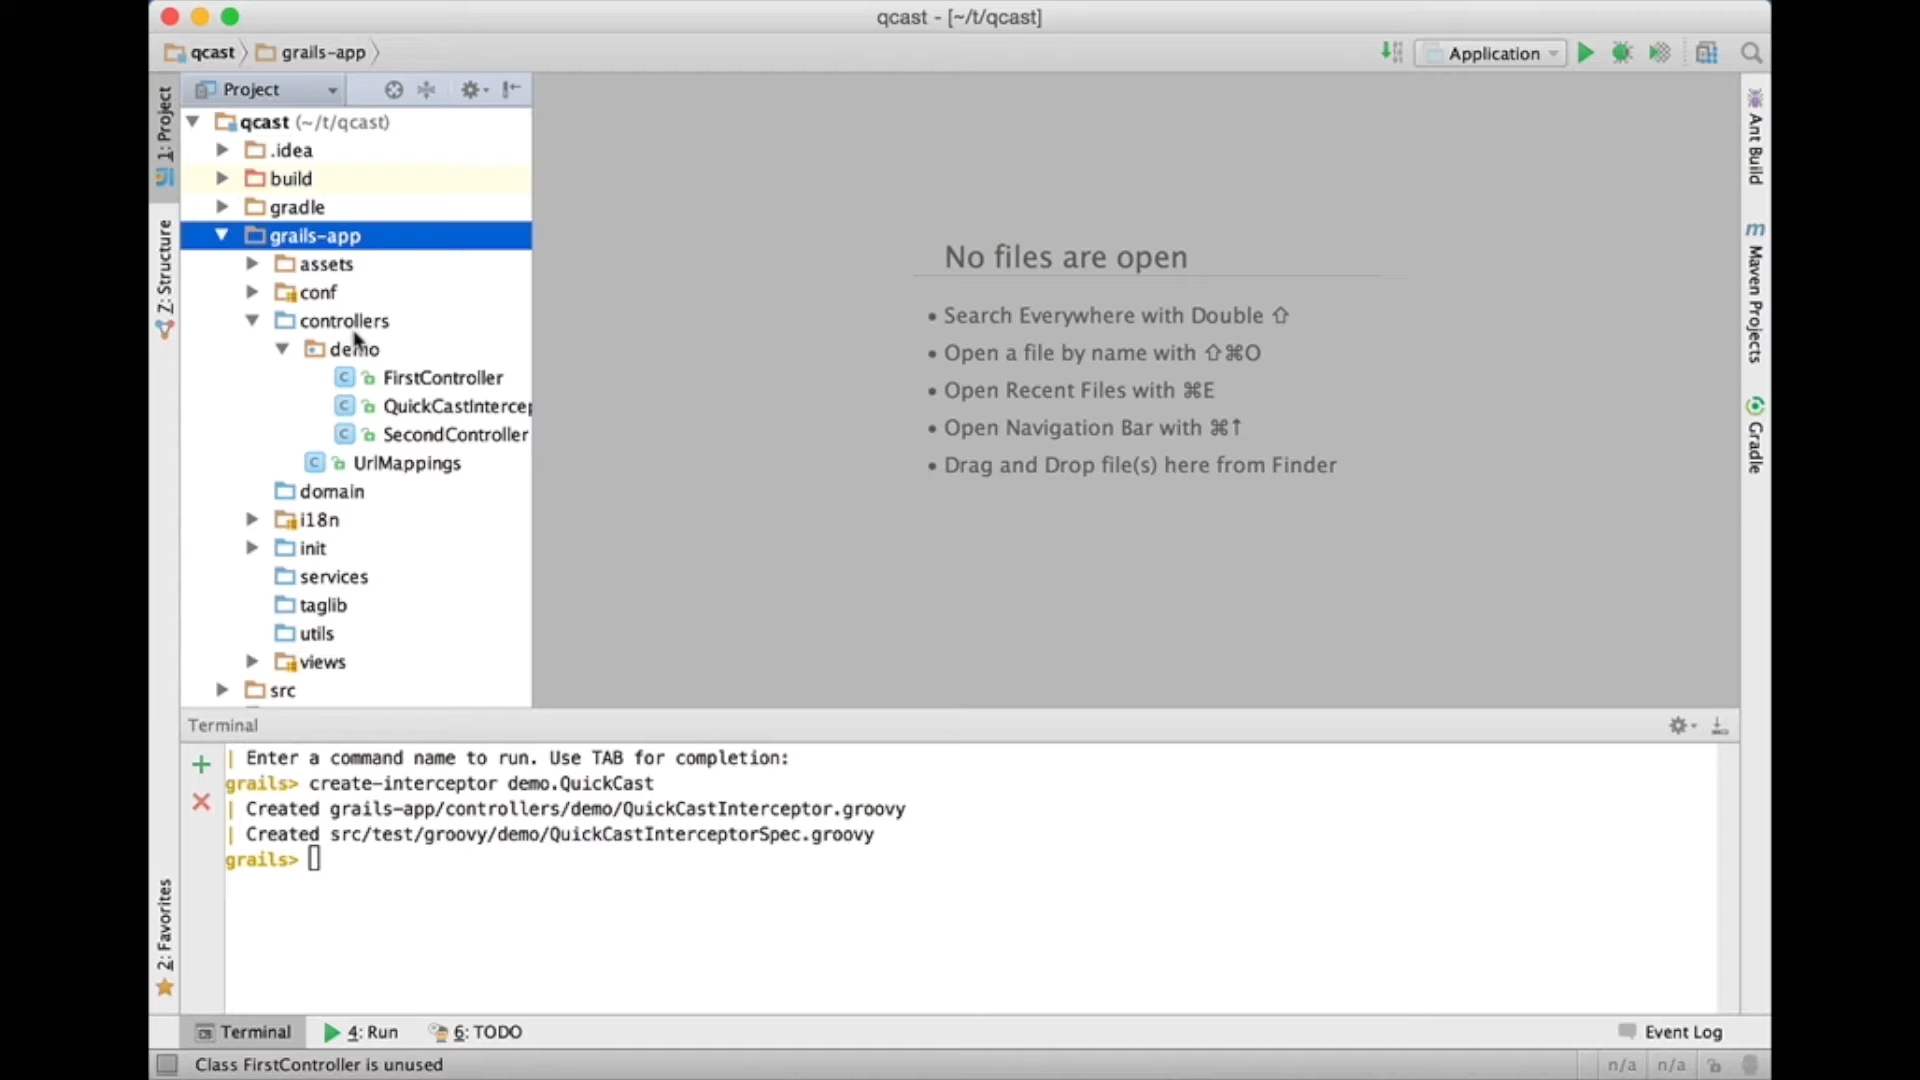 qcast - [~/t/qcast]
qcast
grails-app
Application
Project
1: Project
Z: Structure
2: Favorites
qcast (~/t/qcast)
.idea
build
gradle
grails-app
assets
conf
controllers
demo
FirstController
QuickCastIntercep
SecondController
UrlMappings
domain
i18n
init
services
taglib
utils
views
src
No files are open
• Search Everywhere with Double ⇧
• Open a file by name with ⇧⌘O
• Open Recent Files with ⌘E
• Open Navigation Bar with ⌘↑
• Drag and Drop file(s) here from Finder
Ant Build
m Maven Projects
Gradle
Terminal
| Enter a command name to run. Use TAB for completion:
grails> create-interceptor demo.QuickCast
| Created grails-app/controllers/demo/QuickCastInterceptor.groovy
| Created src/test/groovy/demo/QuickCastInterceptorSpec.groovy
grails>
Terminal
4: Run
6: TODO
Event Log
Class FirstController is unused
n/a
n/a